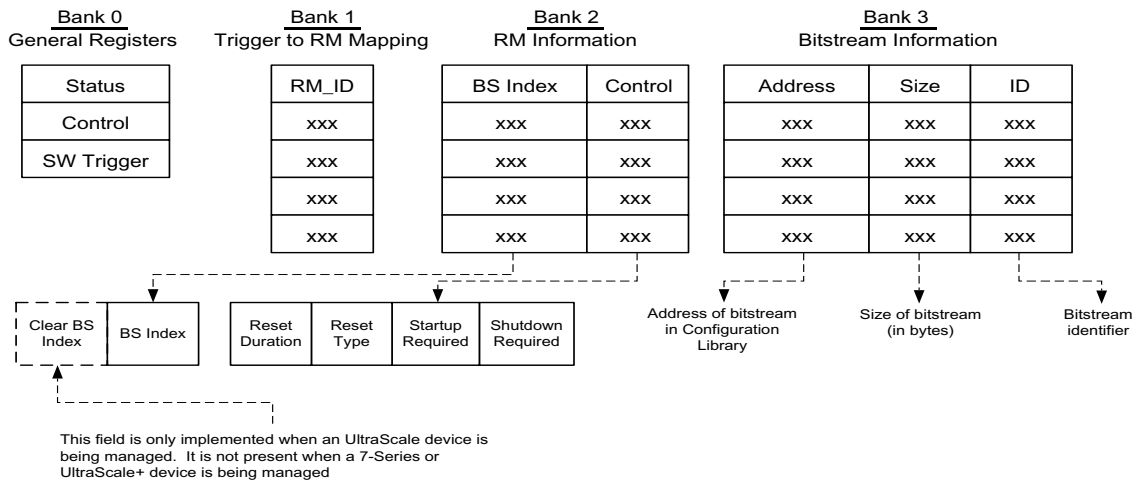 Bank 0
General Registers
Bank 1
Trigger to RM Mapping
Bank 2
RM Information
Bank 3
Bitstream Information
Status
Control
SW Trigger
RM_ID
xxx
xxx
xxx
xxx
BS Index Control
xxx xxx
xxx xxx
xxx xxx
xxx xxx
Address Size ID
xxx xxx xxx
xxx xxx xxx
xxx xxx xxx
xxx xxx xxx
Clear BS
Index
BS Index
Reset
Duration
Reset
Type
Startup
Required
Shutdown
Required
Address of bitstream
in Configuration
Library
Size of bitstream
(in bytes)
Bitstream
identifier
This field is only implemented when an UltraScale device is
being managed. It is not present when a 7-Series or
UltraScale+ device is being managed